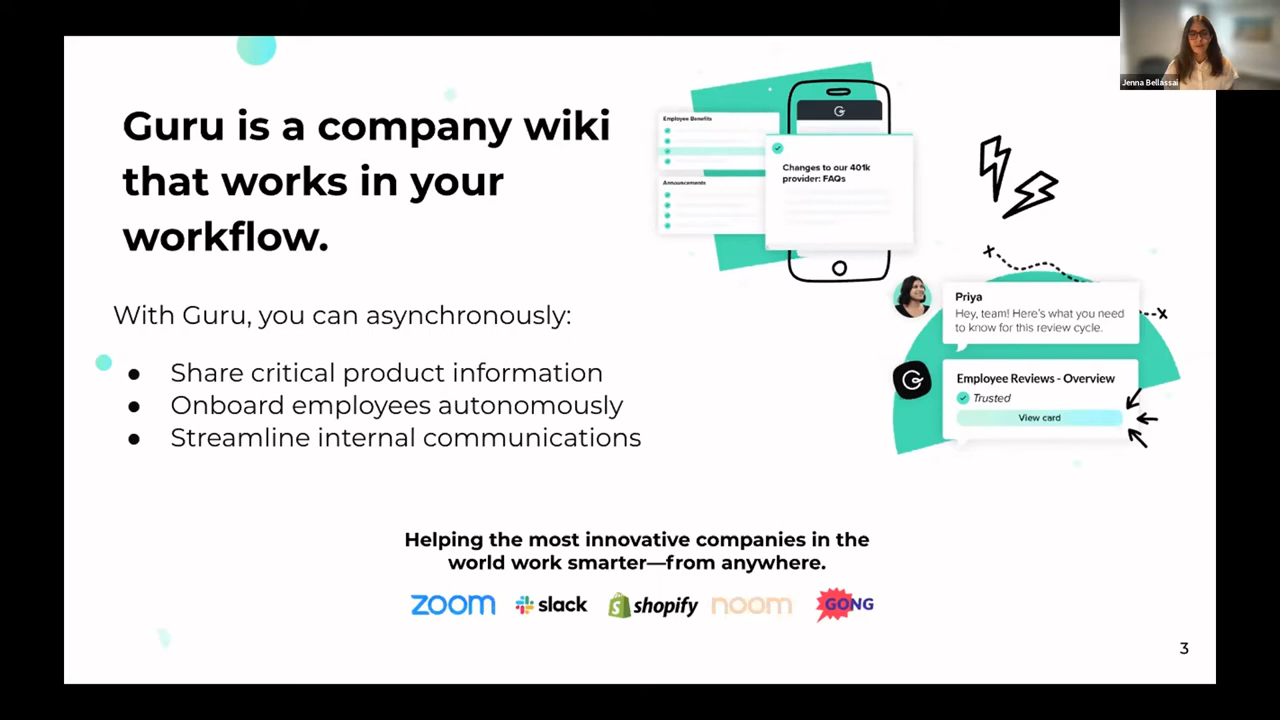 Jenna Bellassai
Guru is a company wiki
that works in your
workflow.
With Guru, you can asynchronously:
● Share critical product information
● Onboard employees autonomously
● Streamline internal communications
Employee Benefits
Announcements
Changes to our 401k
provider: FAQs
Priya
Hey, team! Here's what you need
to know for this review cycle.
Employee Reviews - Overview
Trusted
View card
Helping the most innovative companies in the
world work smarter—from anywhere.
zoom slack shopify noom GONG
3